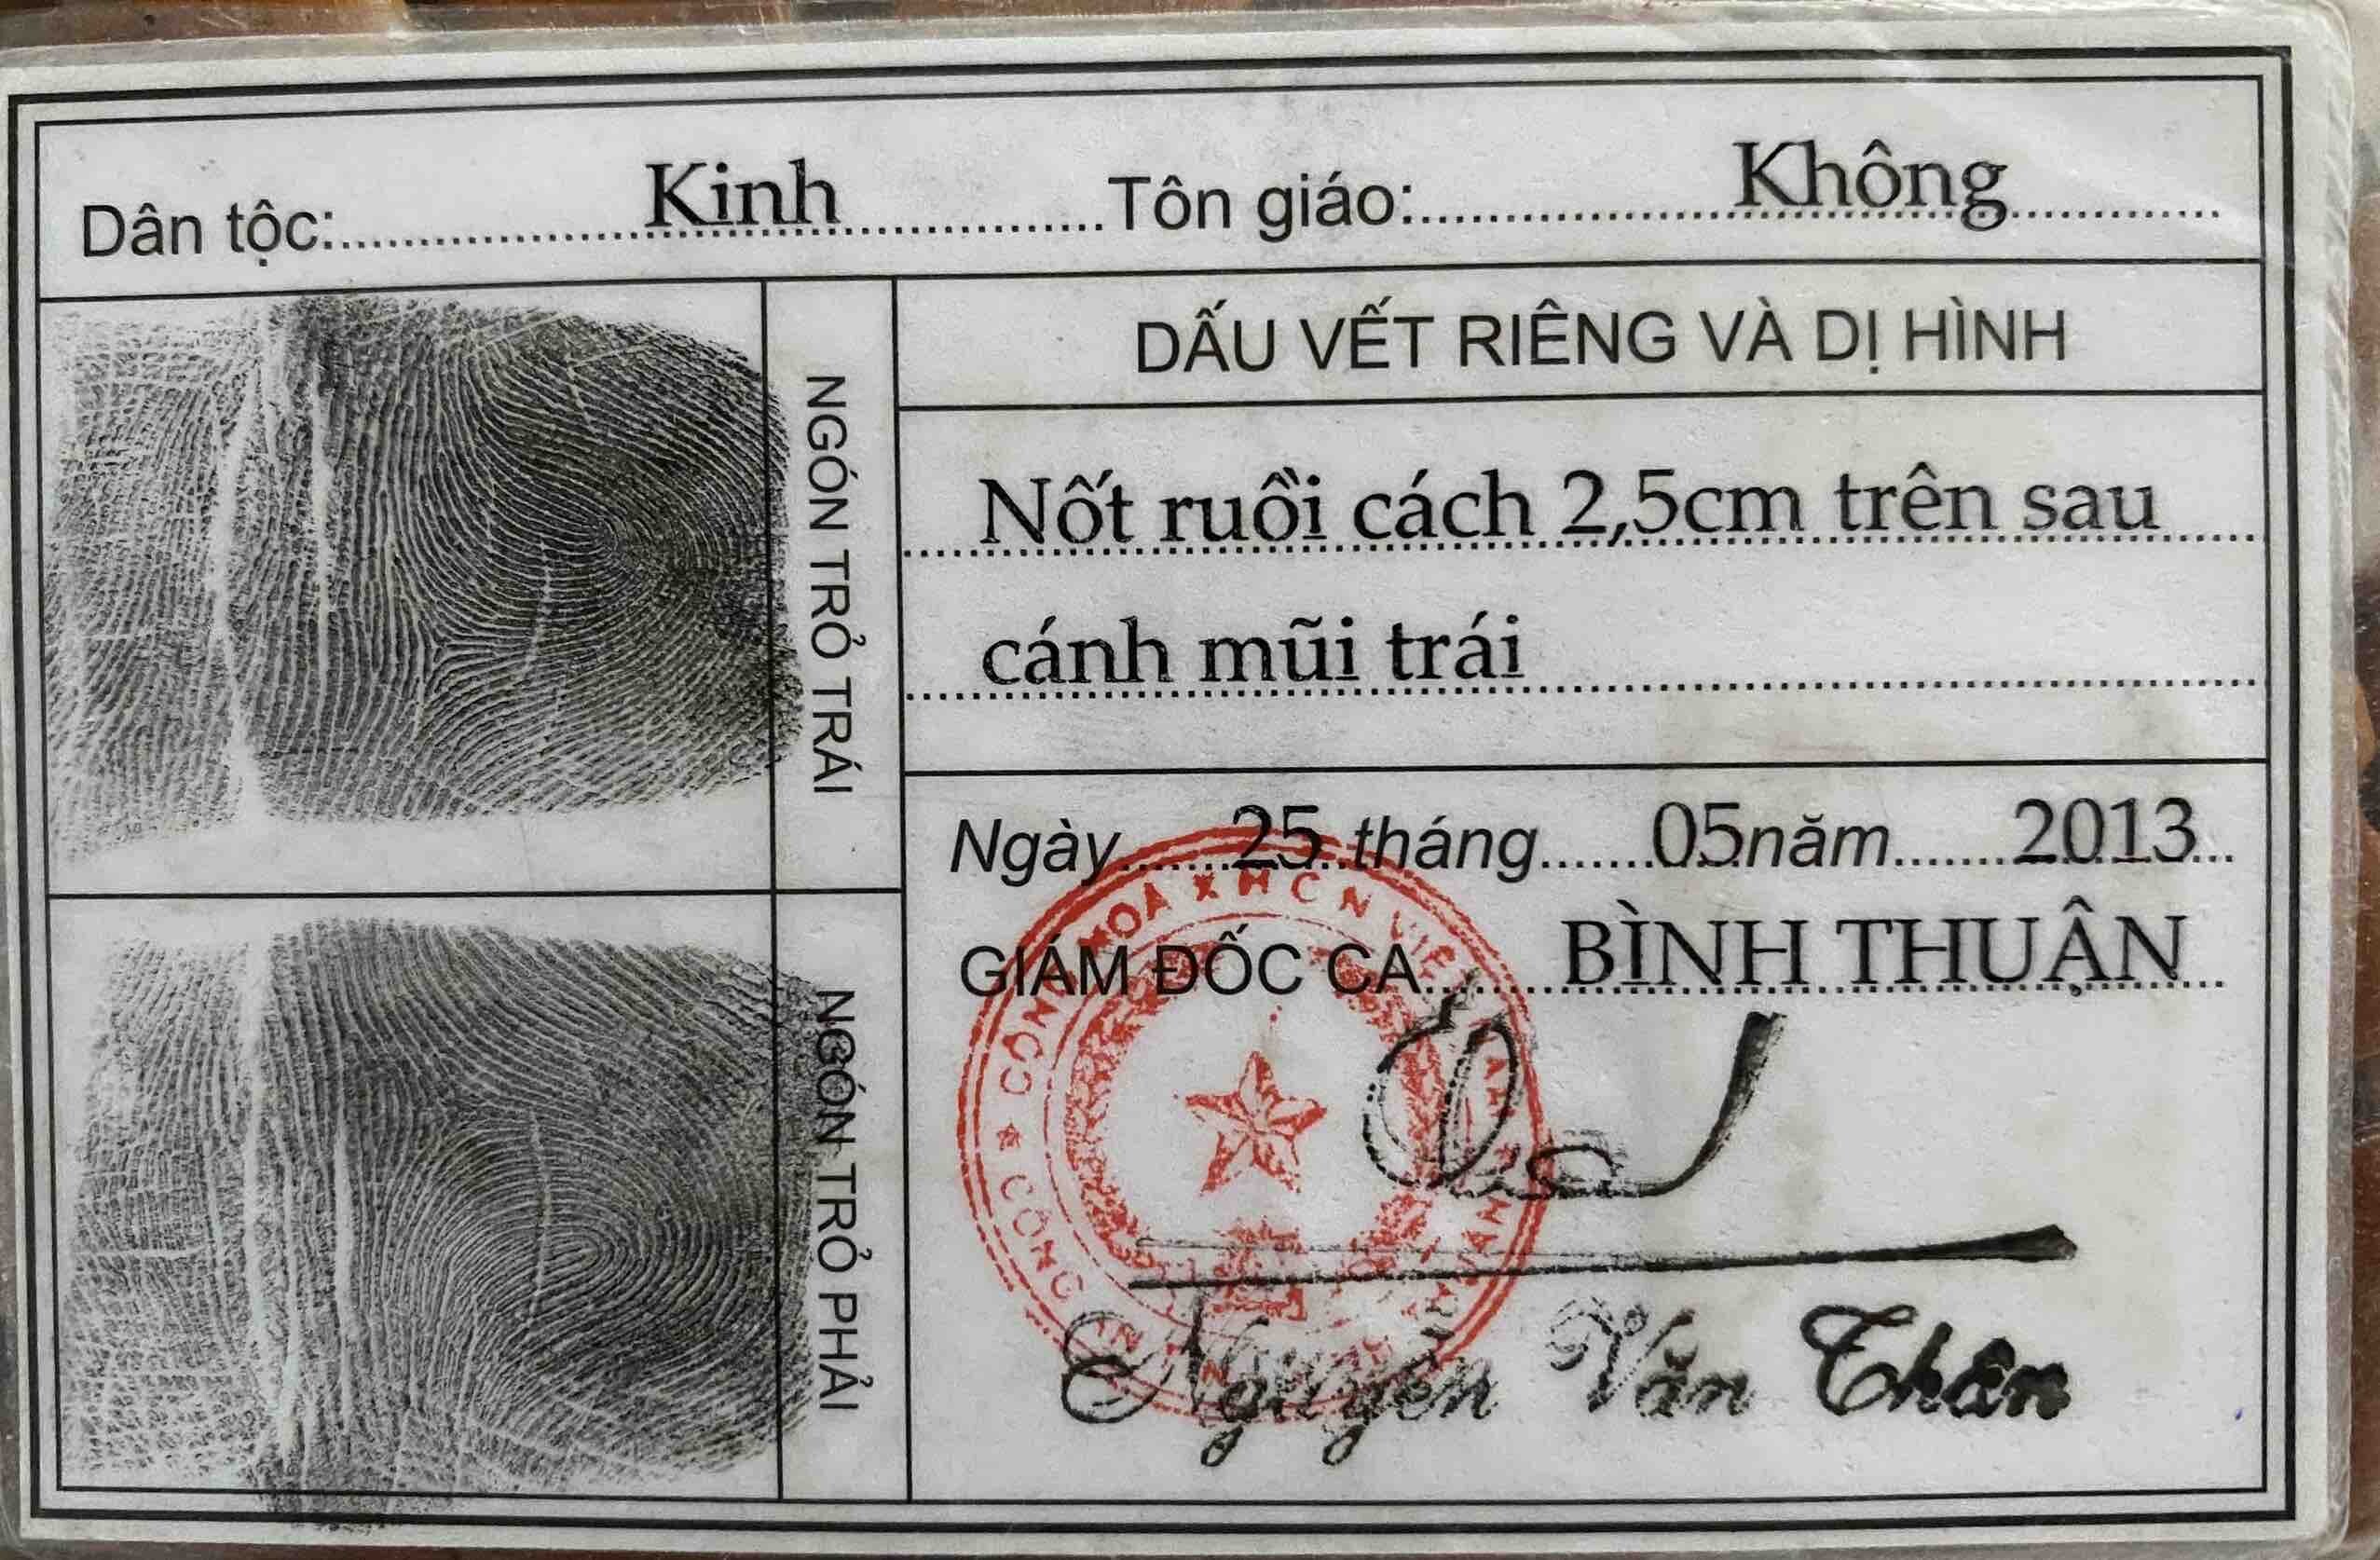 Dân tộc: Kinh Tôn giáo: Không
NGÓN TRỎ TRÁI
DẤU VẾT RIÊNG VÀ DỊ HÌNH
Nốt ruồi cách 2,5cm trên sau
cánh mũi trái
NGÓN TRỎ PHẢI
Ngày 25 tháng 05 năm 2013
GIÁM ĐỐC CA BÌNH THUẬN
Nguyễn Văn Thân